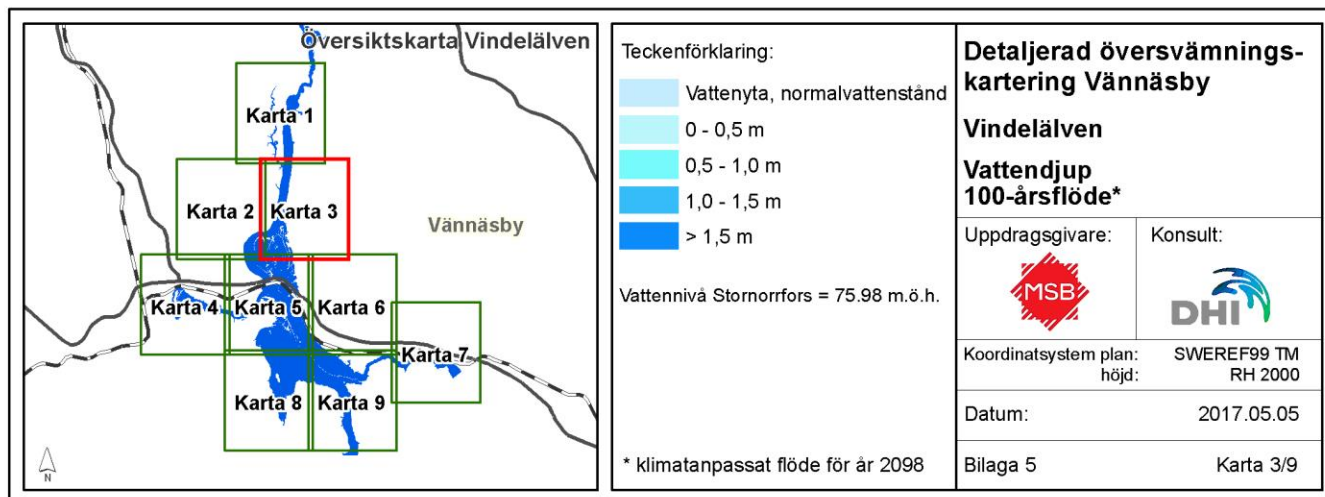 Översiktskarta Vindelälven
Karta 1
Karta 2
Karta 3
Vännäsby
Karta 4
Karta 5
Karta 6
Karta 7
Karta 8
Karta 9
N
Teckenförklaring:
Vattenyta, normalvattenstånd
0 - 0,5 m
0,5 - 1,0 m
1,0 - 1,5 m
> 1,5 m
Vattennivå Stornorrfors = 75.98 m.ö.h.
* klimatanpassat flöde för år 2098
Detaljerad översvämnings-
kartering Vännäsby
Vindelälven
Vattendjup
100-årsflöde*
Uppdragsgivare:
MSB
Konsult:
DHI
Koordinatsystem plan: SWEREF99 TM
höjd: RH 2000
Datum: 2017.05.05
Bilaga 5 Karta 3/9